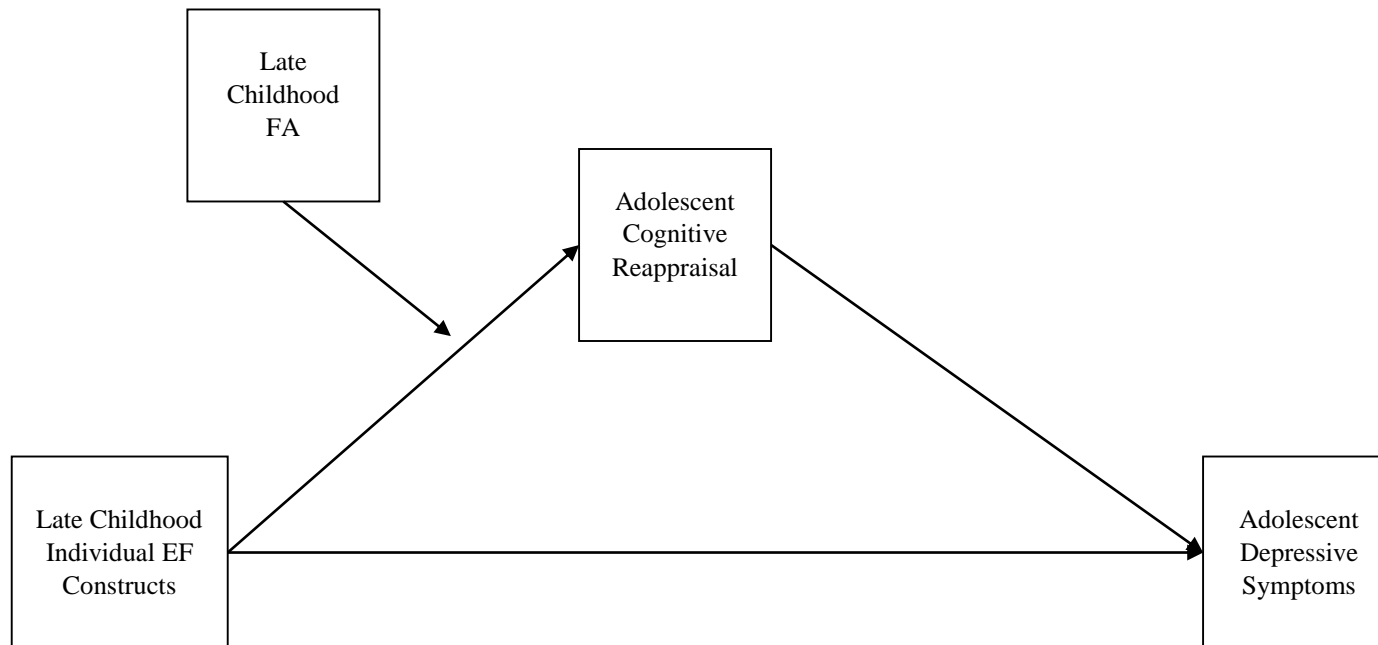 Late
Childhood
FA
Adolescent
Cognitive
Reappraisal
Late Childhood
Individual EF
Constructs
Adolescent
Depressive
Symptoms